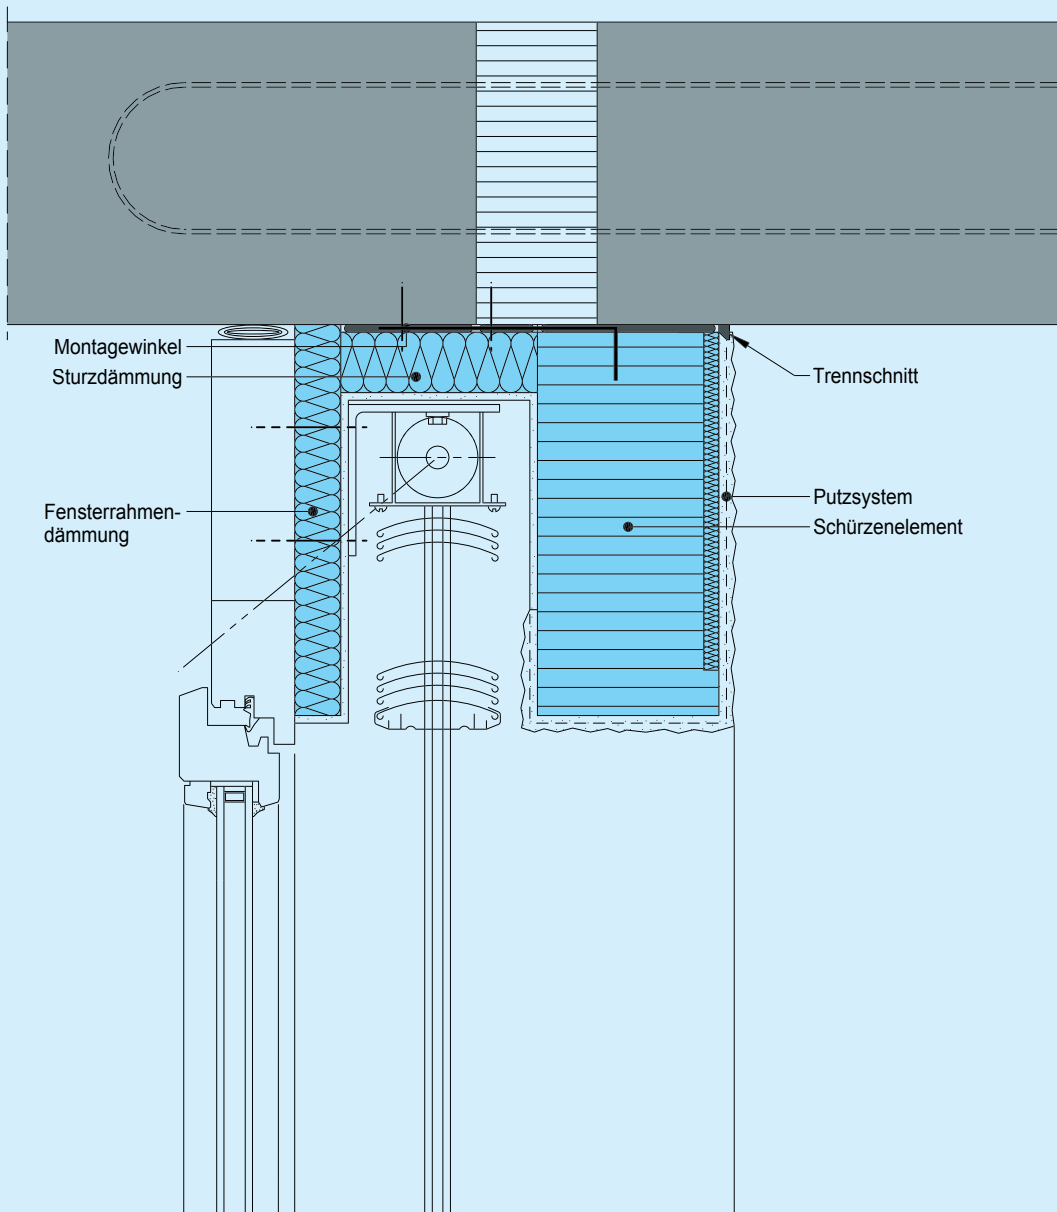 Montagewinkel
Sturzdämmung
Trennschnitt
Fensterrahmen-
dämmung
Putzsystem
Schürzenelement